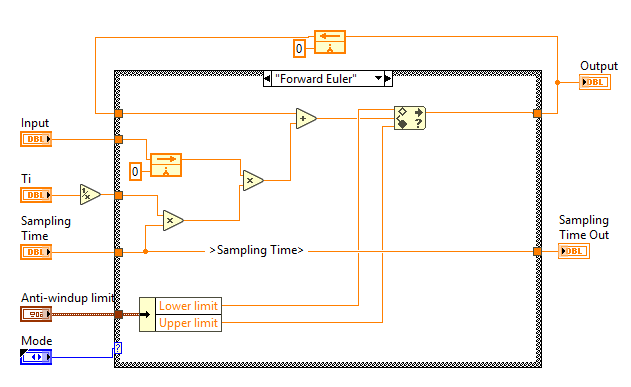 0
"Forward Euler"
Output
DBL
Input
DBL
+
?
0
×
Ti
DBL
1/x
×
Sampling
Time
DBL
>Sampling Time>
Sampling
Time Out
DBL
Anti-windup limit
Lower limit
Upper limit
Mode
?